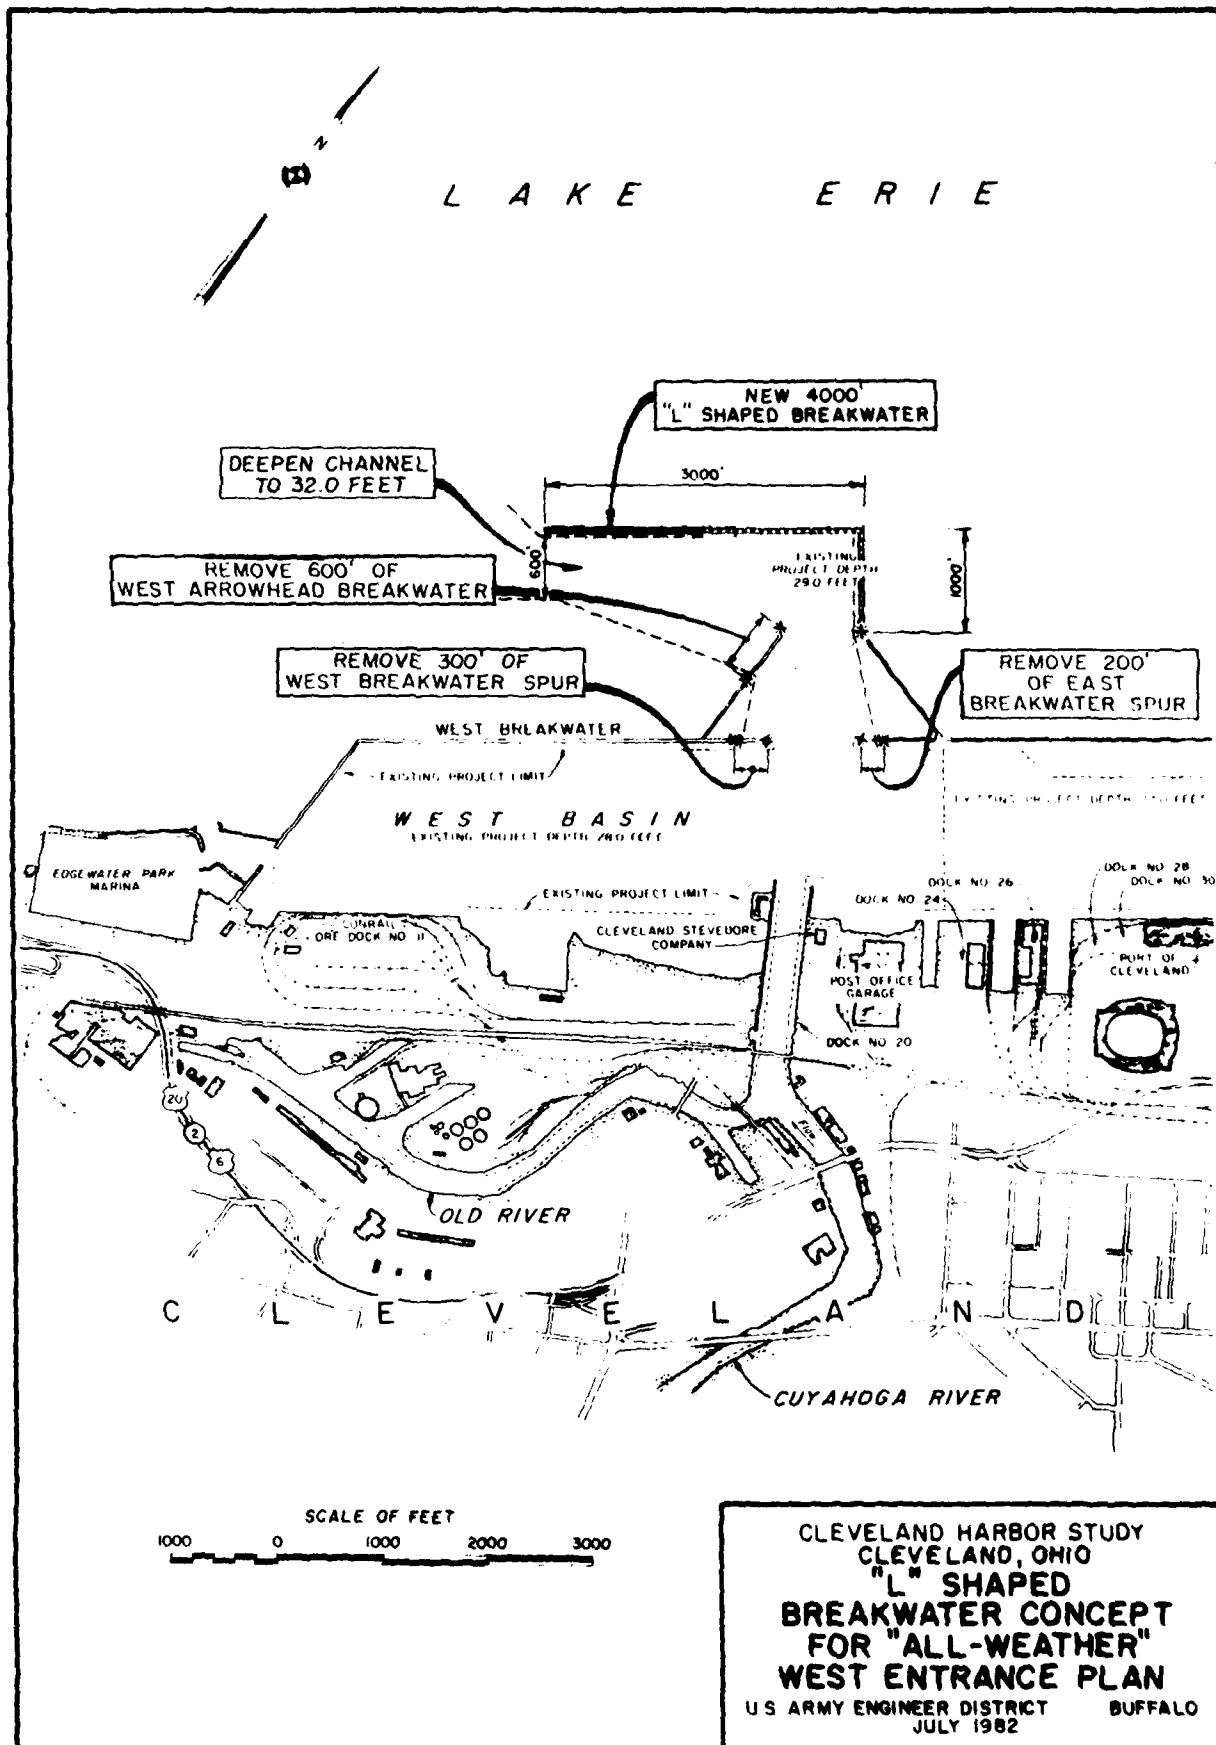 N
LAKE ERIE
NEW 4000'
"L" SHAPED BREAKWATER
DEEPEN CHANNEL
TO 32.0 FEET
3000'
600'
EXISTING
PROJECT DEPTH
29.0 FEET
1000'
REMOVE 600' OF
WEST ARROWHEAD BREAKWATER
REMOVE 300' OF
WEST BREAKWATER SPUR
REMOVE 200'
OF EAST
BREAKWATER SPUR
WEST BREAKWATER
EXISTING PROJECT LIMIT
EXISTING PROJECT DEPTH FEET
WEST BASIN
EXISTING PROJECT DEPTH 28.0 FEET
EDGEWATER PARK
MARINA
EXISTING PROJECT LIMIT
DOCK NO 28
DOCK NO 26
DOCK NO 30
DOCK NO 24
CONRAIL
ORE DOCK NO 11
CLEVELAND STEVEDORE
COMPANY
PORT OF
CLEVELAND
POST OFFICE
GARAGE
DOCK NO 20
20
2
6
OLD RIVER
CLEVELAND
CUYAHOGA RIVER
SCALE OF FEET
1000 0 1000 2000 3000
CLEVELAND HARBOR STUDY
CLEVELAND, OHIO
"L" SHAPED
BREAKWATER CONCEPT
FOR "ALL-WEATHER"
WEST ENTRANCE PLAN
U S ARMY ENGINEER DISTRICT BUFFALO
JULY 1982